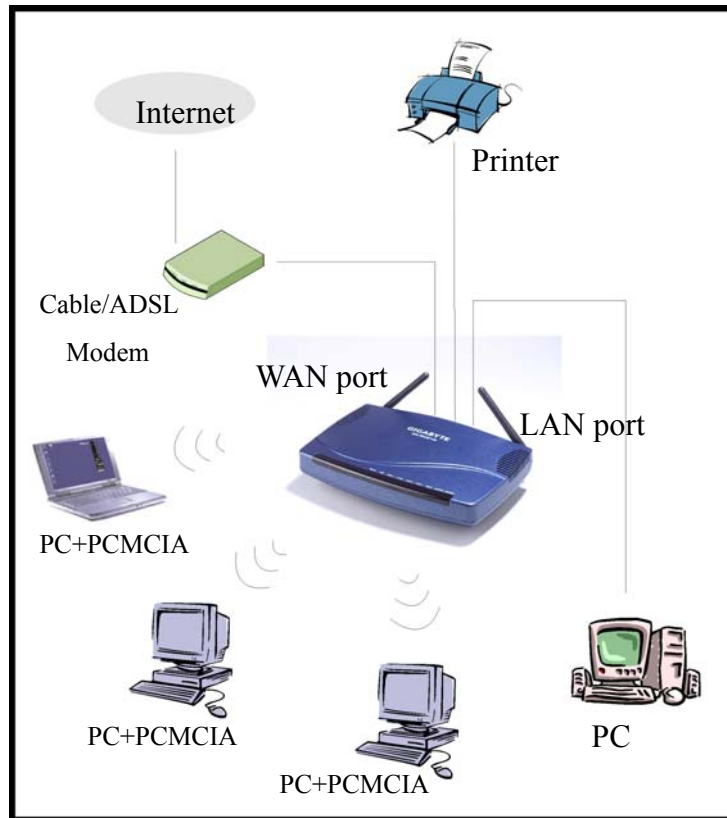 Internet
Printer
Cable/ADSL
Modem
WAN port
LAN port
GIGABYTE
PC+PCMCIA
PC+PCMCIA
PC+PCMCIA
PC